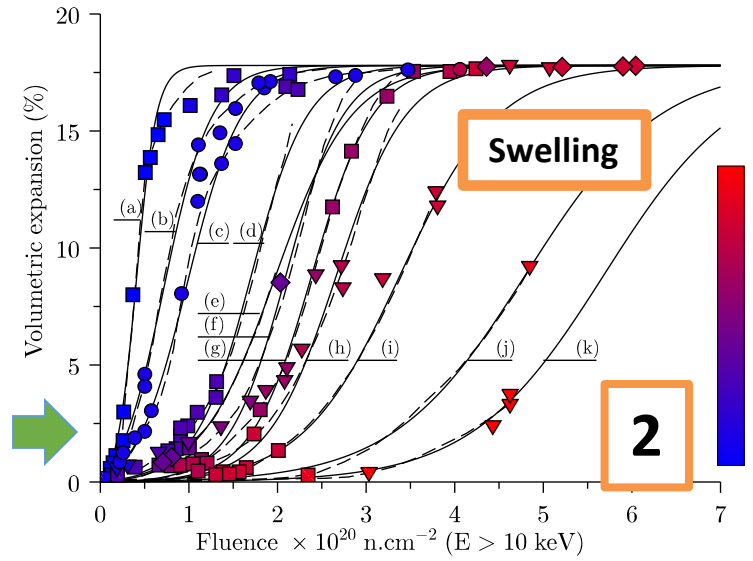 20
15
10
5
0
Volumetric expansion (%)
Swelling
(a)
(b)
(c)
(d)
(e)
(f)
(g)
(h)
(i)
(j)
(k)
2
0 1 2 3 4 5 6 7
Fluence × 10²⁰ n.cm⁻² (E > 10 keV)